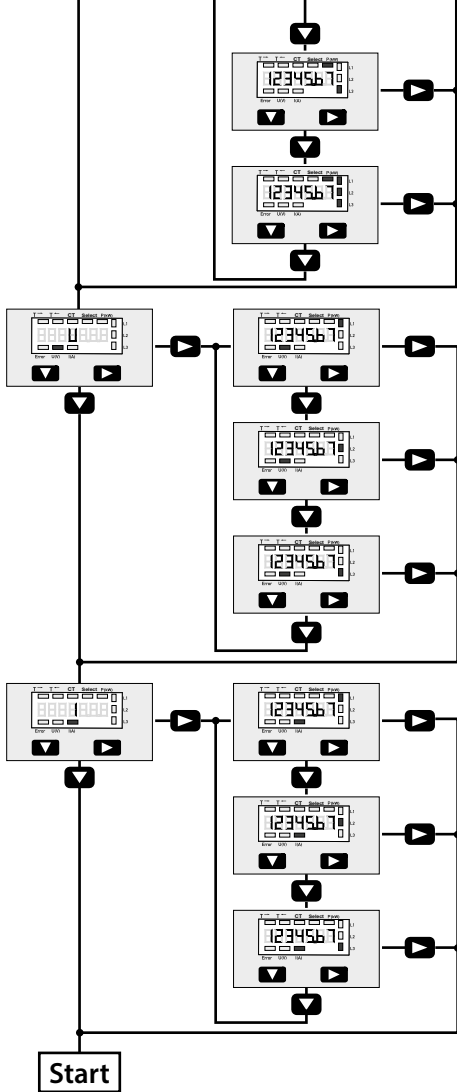 T→ T← CT Select P(kW)
L1
1234567 L2
L3
Error U(V) I(A)
T→ T← CT Select P(kW)
L1
1234567 L2
L3
Error U(V) I(A)
T→ T← CT Select P(kW)
L1
U L2
L3
Error U(V) I(A)
T→ T← CT Select P(kW)
L1
1234567 L2
L3
Error U(V) I(A)
T→ T← CT Select P(kW)
L1
1234567 L2
L3
Error U(V) I(A)
T→ T← CT Select P(kW)
L1
1234567 L2
L3
Error U(V) I(A)
T→ T← CT Select P(kW)
L1
I L2
L3
Error U(V) I(A)
T→ T← CT Select P(kW)
L1
1234567 L2
L3
Error U(V) I(A)
T→ T← CT Select P(kW)
L1
1234567 L2
L3
Error U(V) I(A)
T→ T← CT Select P(kW)
L1
1234567 L2
L3
Error U(V) I(A)
Start